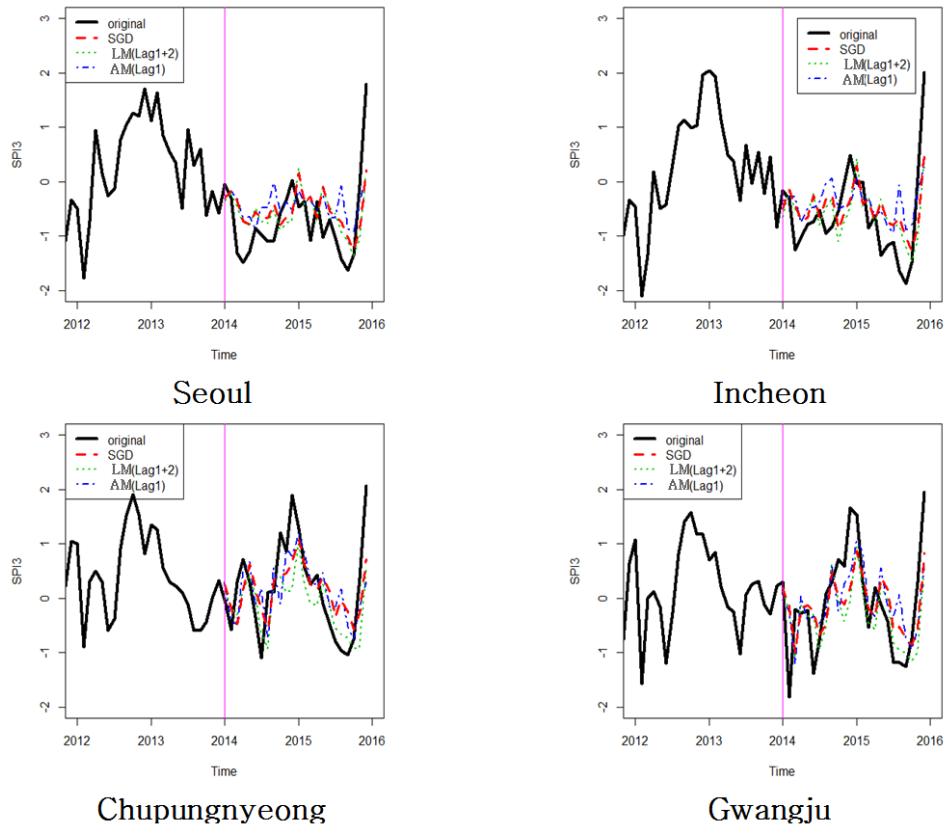 original
SGD
LM(Lag1+2)
AM(Lag1)
SPI3
3
2
1
0
-1
-2
2012 2013 2014 2015 2016
Time
Seoul
original
SGD
LM(Lag1+2)
AM(Lag1)
SPI3
3
2
1
0
-1
-2
2012 2013 2014 2015 2016
Time
Incheon
original
SGD
LM(Lag1+2)
AM(Lag1)
SPI3
3
2
1
0
-1
-2
2012 2013 2014 2015 2016
Time
Chupungnyeong
original
SGD
LM(Lag1+2)
AM(Lag1)
SPI3
3
2
1
0
-1
-2
2012 2013 2014 2015 2016
Time
Gwangju